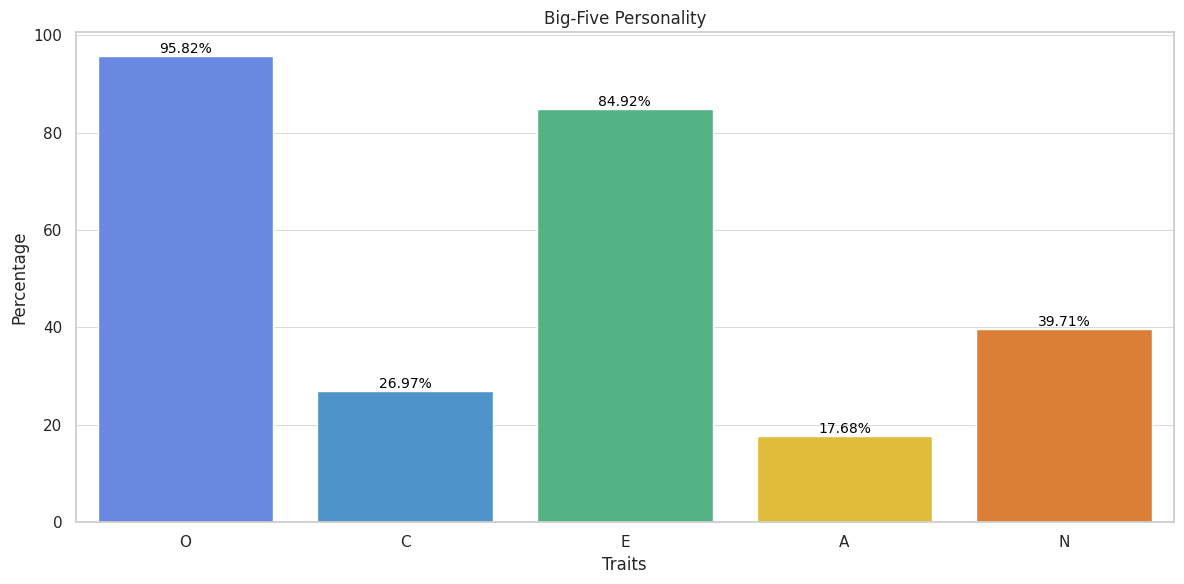 Big-Five Personality
100
80
60
40
20
0
Percentage
95.82%
26.97%
84.92%
17.68%
39.71%
O
C
E
A
N
Traits